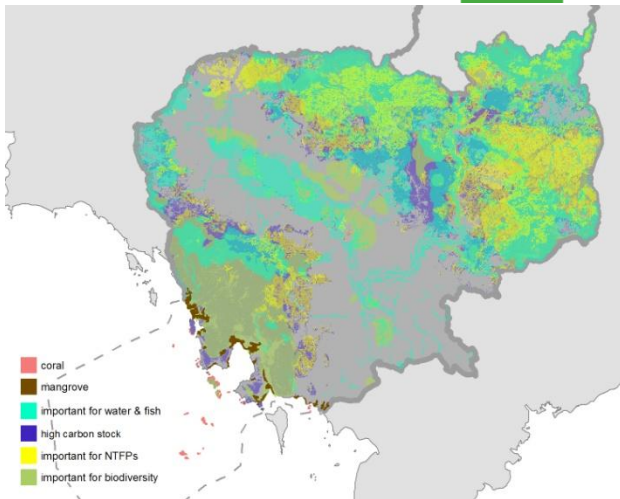 coral
mangrove
important for water & fish
high carbon stock
important for NTFPs
important for biodiversity